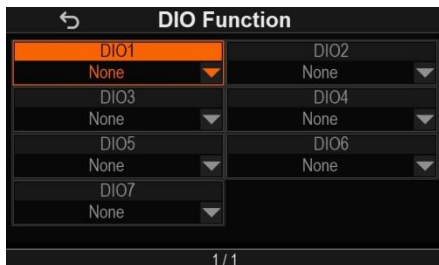 DIO Function
DIO1
None
DIO2
None
DIO3
None
DIO4
None
DIO5
None
DIO6
None
DIO7
None
1/1